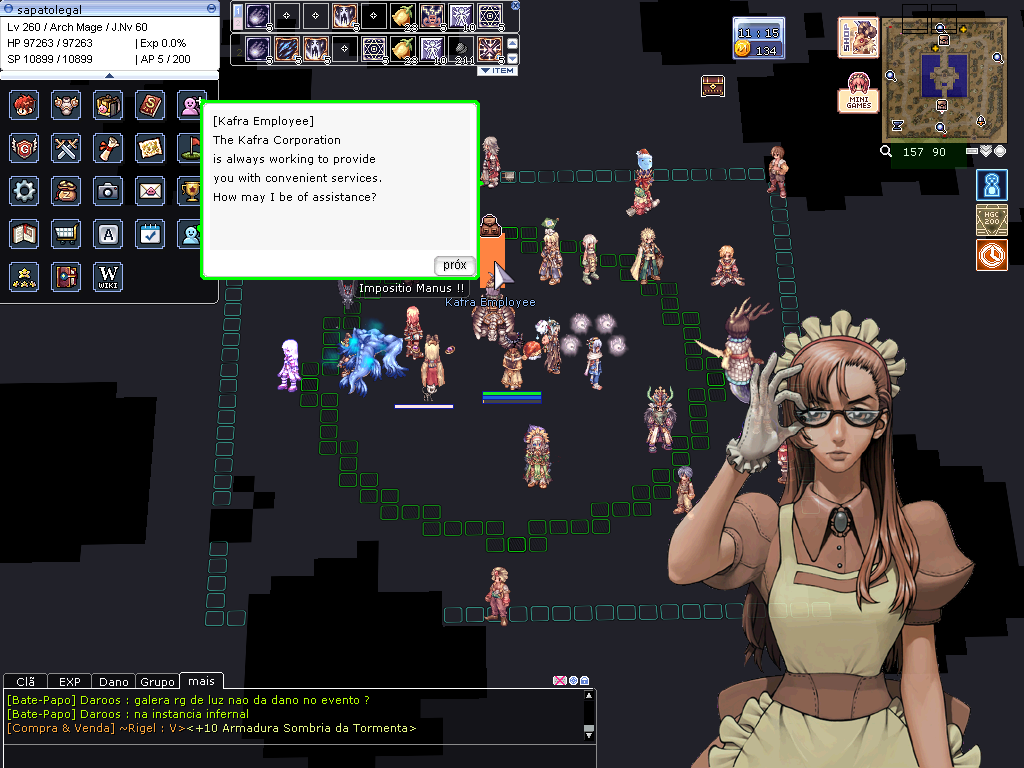 sapatolegal
Lv 260 / Arch Mage / J.Nv 60
HP 97263 / 97263 | Exp 0.0%
SP 10899 / 10899 | AP 5 / 200
ITEM
11 : 15
134
SHOP
MINI
GAMES
157 90
HGC
200
[Kafra Employee]
The Kafra Corporation
is always working to provide
you with convenient services.
How may I be of assistance?
próx
W
WIKI
Impositio Manus !!
Kafra Employee
Clã EXP Dano Grupo mais
[Bate-Papo] Daroos : galera rg de luz nao da dano no evento ?
[Bate-Papo] Daroos : na instancia infernal
[Compra & Venda] ~Rigel : V><+10 Armadura Sombria da Tormenta>